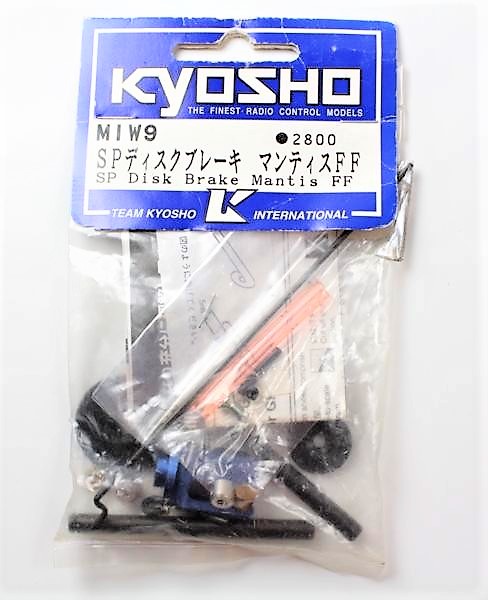 KYOSHO
THE FINEST RADIO CONTROL MODELS
MIW9 ●2800
SPディスクブレーキ マンティスFF
SP Disk Brake Mantis FF
TEAM KYOSHO K INTERNATIONAL